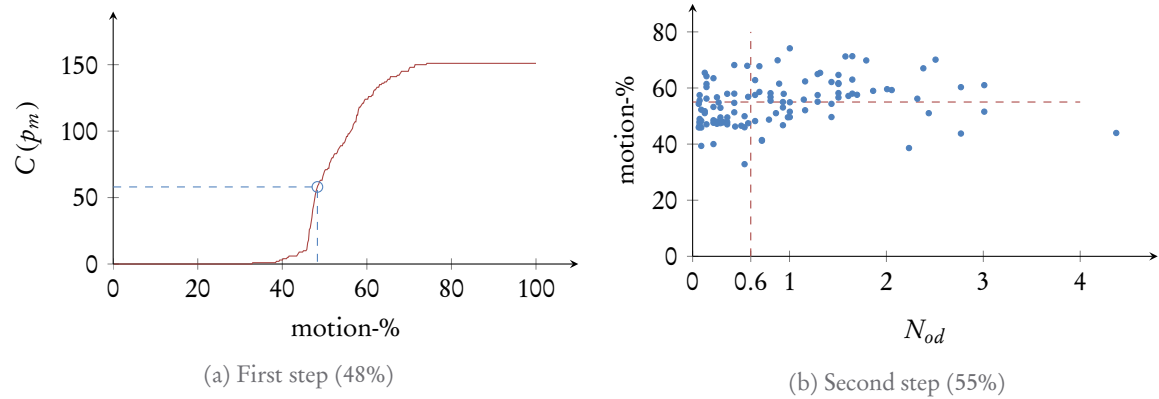 C(pₘ)
150
100
50
0
0 20 40 60 80 100
motion-%
(a) First step (48%)
motion-%
80
60
40
20
0
0 0.6 1 2 3 4
N_od
(b) Second step (55%)